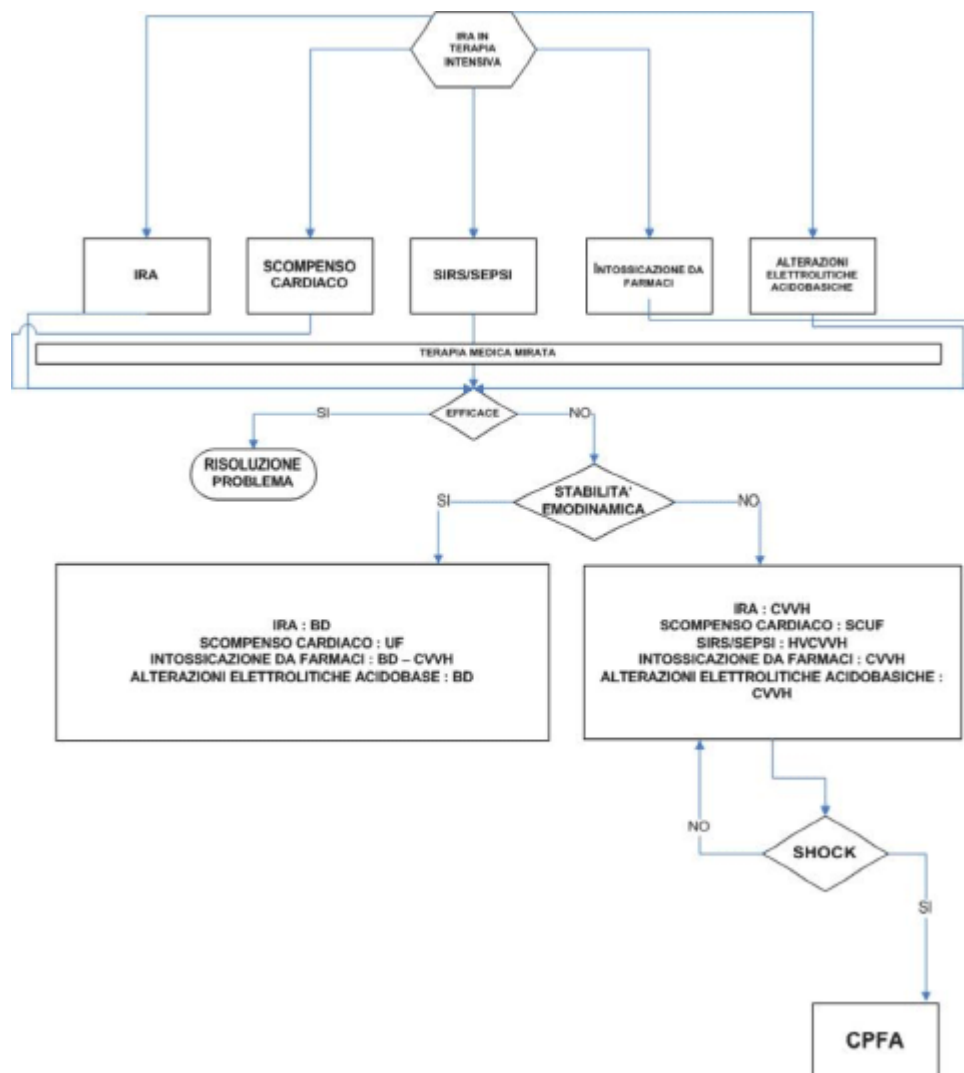 IRA IN
TERAPIA
INTENSIVA
IRA
SCOMPENSO
CARDIACO
SIRS/SEPSI
INTOSSICAZIONE DA
FARMACI
ALTERAZIONI
ELETTROLITICHE
ACIDOBASICHE
TERAPIA MEDICA MIRATA
SI
EFFICACE
NO
RISOLUZIONE
PROBLEMA
SI
STABILITA'
EMODINAMICA
NO
IRA : BD
SCOMPENSO CARDIACO : UF
INTOSSICAZIONE DA FARMACI : BD – CVVH
ALTERAZIONI ELETTROLITICHE ACIDOBASE : BD
IRA : CVVH
SCOMPENSO CARDIACO : SCUF
SIRS/SEPSI : HVCVVH
INTOSSICAZIONE DA FARMACI : CVVH
ALTERAZIONI ELETTROLITICHE ACIDOBASICHE :
CVVH
NO
SHOCK
SI
CPFA